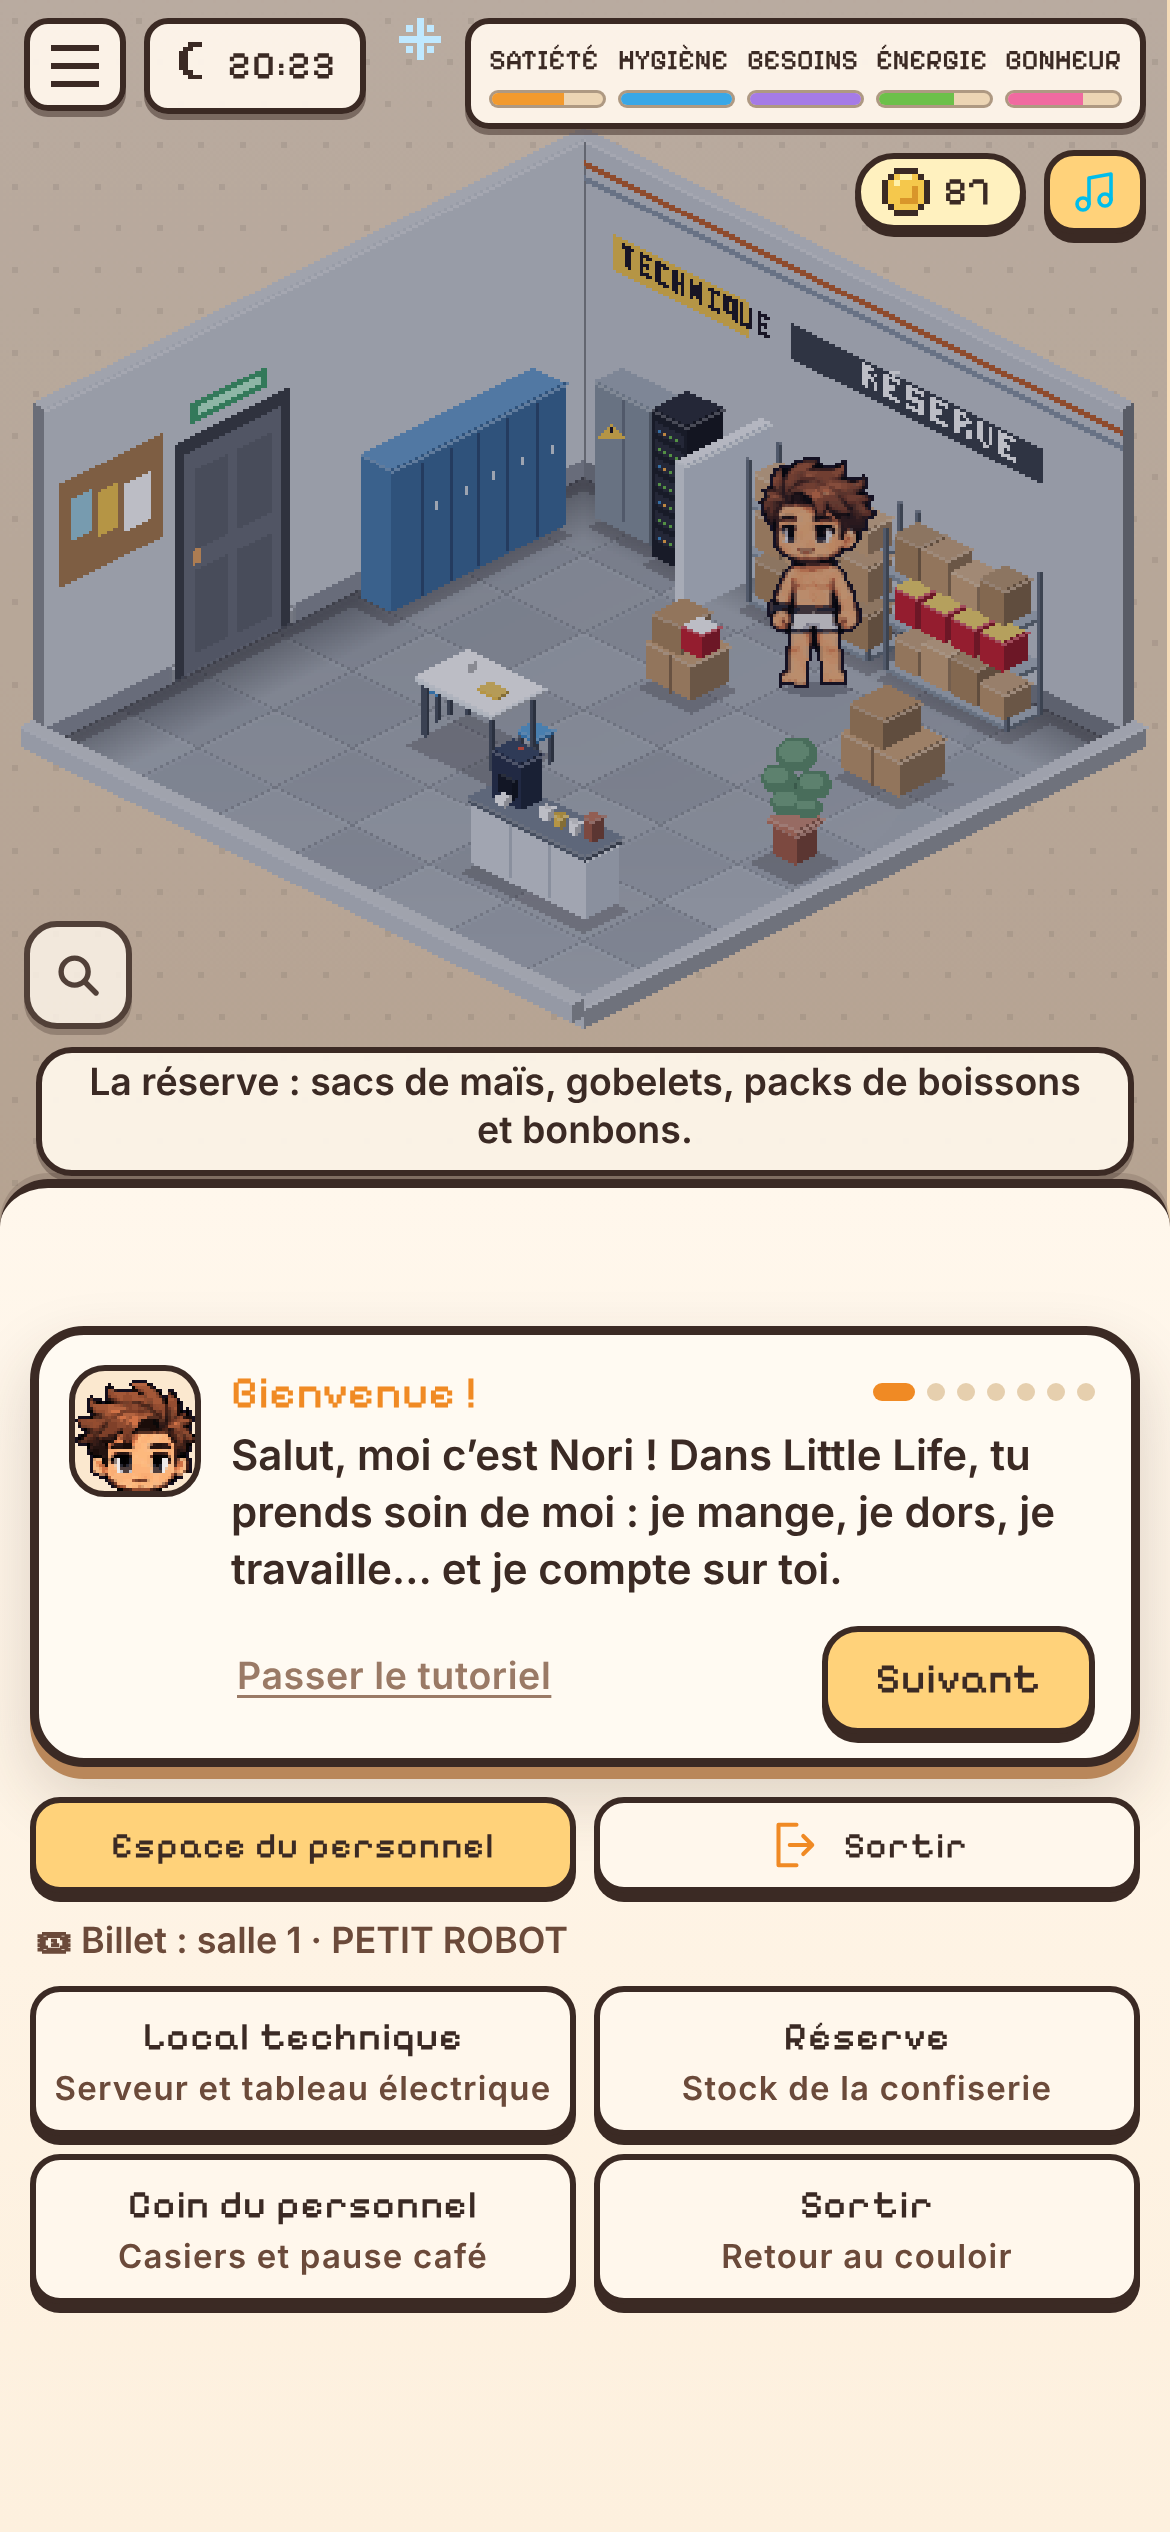 20:23
SATIÉTÉ HYGIÈNE BESOINS ÉNERGIE BONHEUR
87
TECHNIQUE
RÉSERVE
La réserve : sacs de maïs, gobelets, packs de boissons
et bonbons.
Bienvenue !
Salut, moi c’est Nori ! Dans Little Life, tu
prends soin de moi : je mange, je dors, je
travaille… et je compte sur toi.
Passer le tutoriel
Suivant
Espace du personnel
Sortir
Billet : salle 1 · PETIT ROBOT
Local technique
Serveur et tableau électrique
Réserve
Stock de la confiserie
Coin du personnel
Casiers et pause café
Sortir
Retour au couloir